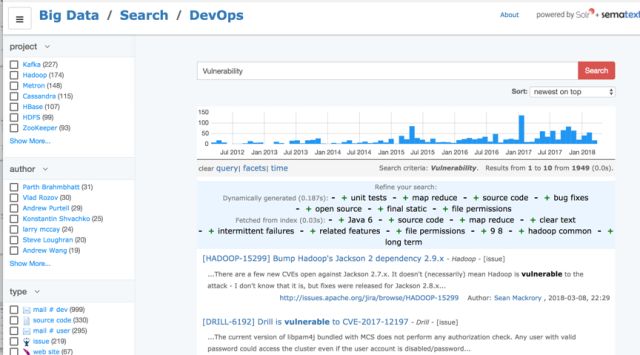 Big Data / Search / DevOps
About
powered by Solr + sematext
project
Kafka (227)
Hadoop (174)
Metron (148)
Cassandra (115)
HBase (107)
HDFS (99)
ZooKeeper (93)
Show More...
author
Parth Brahmbhatt (31)
Vlad Rozov (30)
Andrew Purtell (29)
Konstantin Shvachko (25)
larry mccay (24)
Steve Loughran (20)
Andrew Wang (19)
Show More...
type
mail # dev (999)
source code (330)
mail # user (295)
issue (219)
web site (67)
Vulnerability
Search
Sort: newest on top
150
100
50
0
Jul 2012 Jan 2013 Jul 2013 Jan 2014 Jul 2014 Jan 2015 Jul 2015 Jan 2016 Jul 2016 Jan 2017 Jul 2017 Jan 2018
clear query| facets| time
Search criteria: Vulnerability. Results from 1 to 10 from 1949 (0.0s).
Refine your search:
Dynamically generated (0.187s): - + unit tests - + map reduce - + source code - + bug fixes
- + open source - + final static - + file permissions
Fetched from index (0.03s): - + Java 6 - + source code - + map reduce - + clear text
- + intermittent failures - + related features - + file permissions - + 9 8 - + hadoop common - +
long term
[HADOOP-15299] Bump Hadoop's Jackson 2 dependency 2.9.x - Hadoop - [issue]
...There are a few new CVEs open against Jackson 2.7.x. It doesn't (necessarily) mean Hadoop is vulnerable to the
attack - I don't know that it is, but fixes were released for Jackson 2.8.x...
http://issues.apache.org/jira/browse/HADOOP-15299 Author: Sean Mackrory , 2018-03-08, 22:29
[DRILL-6192] Drill is vulnerable to CVE-2017-12197 - Drill - [issue]
...The current version of libpam4j bundled with MCS does not perform any authorization check. Any user with valid
password could access the cluster even if the user account is disabled/password...